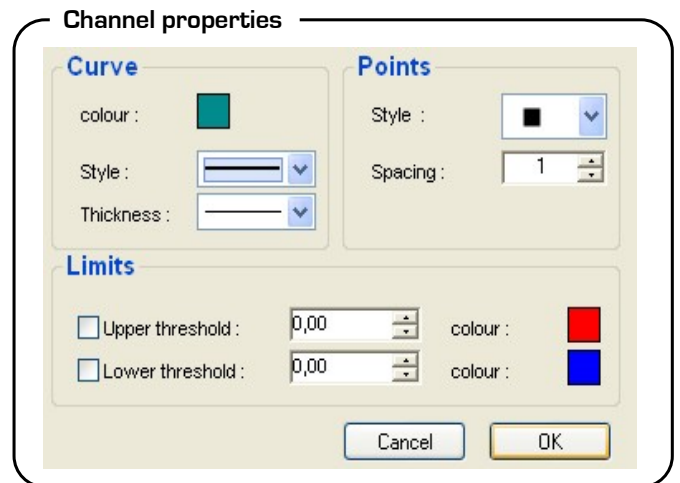 Channel properties
Curve
colour :
Style :
Thickness :
Points
Style :
Spacing : 1
Limits
Upper threshold : 0,00 colour :
Lower threshold : 0,00 colour :
Cancel OK